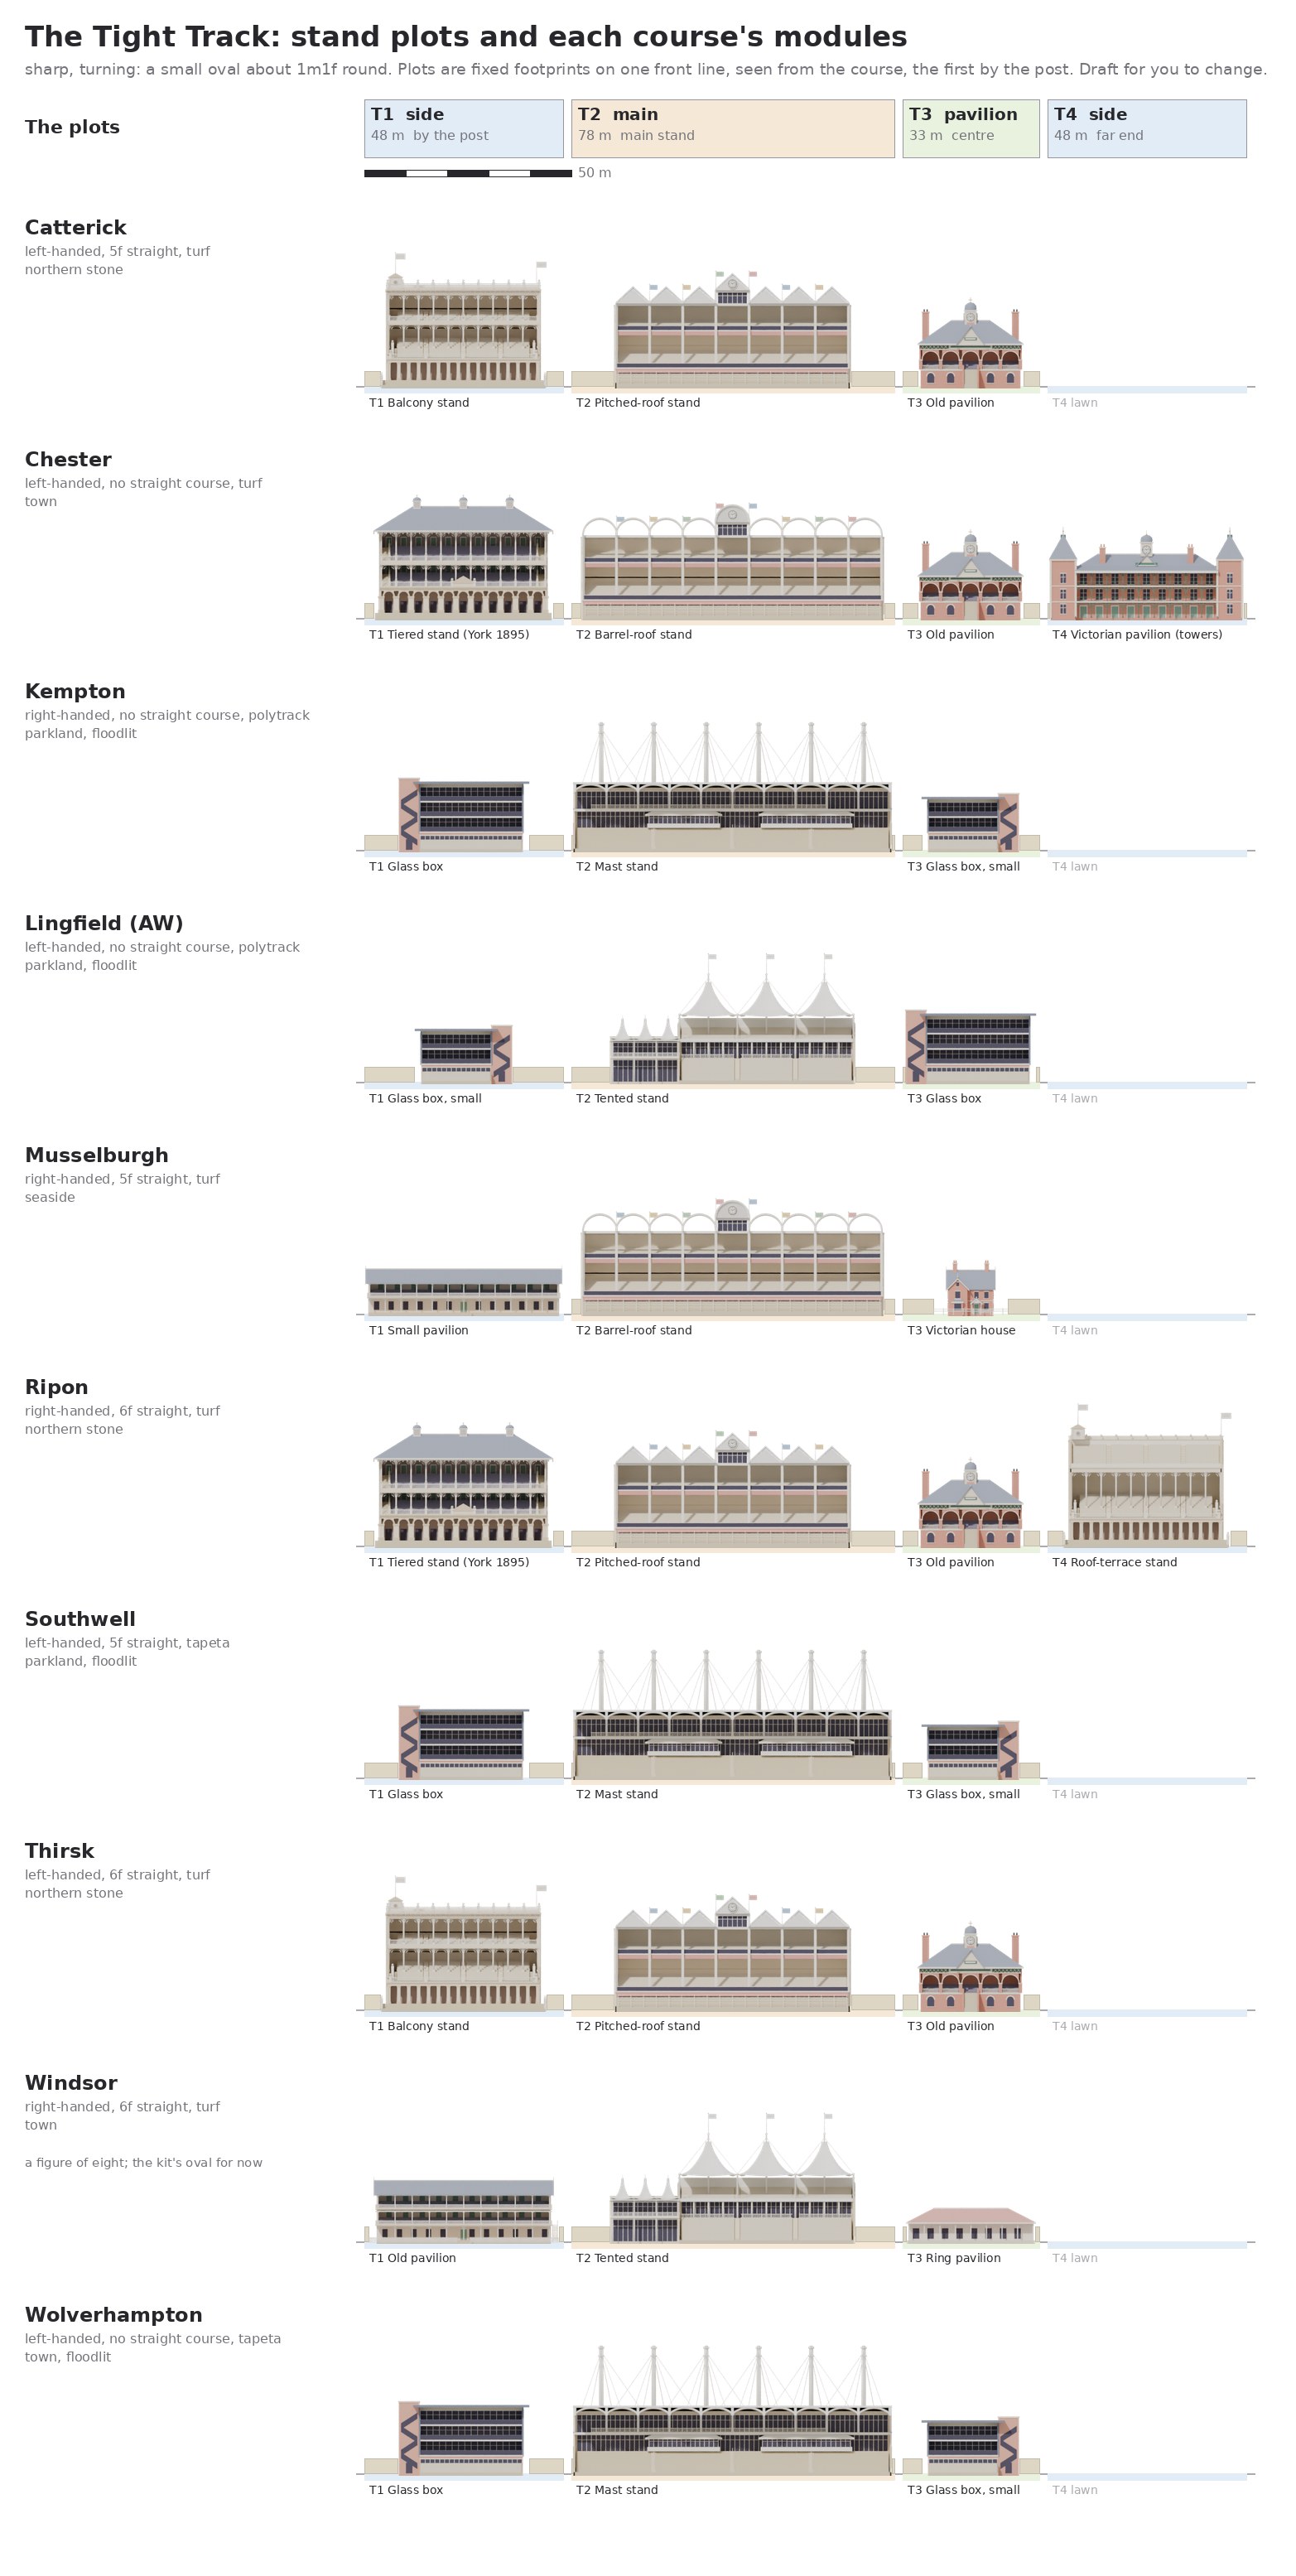 The Tight Track: stand plots and each course's modules
sharp, turning: a small oval about 1m1f round. Plots are fixed footprints on one front line, seen from the course, the first by the post. Draft for you to change.
The plots
T1 side
48 m by the post
T2 main
78 m main stand
T3 pavilion
33 m centre
T4 side
48 m far end
50 m
Catterick
left-handed, 5f straight, turf
northern stone
T1 Balcony stand
T2 Pitched-roof stand
T3 Old pavilion
T4 lawn
Chester
left-handed, no straight course, turf
town
T1 Tiered stand (York 1895)
T2 Barrel-roof stand
T3 Old pavilion
T4 Victorian pavilion (towers)
Kempton
right-handed, no straight course, polytrack
parkland, floodlit
T1 Glass box
T2 Mast stand
T3 Glass box, small
T4 lawn
Lingfield (AW)
left-handed, no straight course, polytrack
parkland, floodlit
T1 Glass box, small
T2 Tented stand
T3 Glass box
T4 lawn
Musselburgh
right-handed, 5f straight, turf
seaside
T1 Small pavilion
T2 Barrel-roof stand
T3 Victorian house
T4 lawn
Ripon
right-handed, 6f straight, turf
northern stone
T1 Tiered stand (York 1895)
T2 Pitched-roof stand
T3 Old pavilion
T4 Roof-terrace stand
Southwell
left-handed, 5f straight, tapeta
parkland, floodlit
T1 Glass box
T2 Mast stand
T3 Glass box, small
T4 lawn
Thirsk
left-handed, 6f straight, turf
northern stone
T1 Balcony stand
T2 Pitched-roof stand
T3 Old pavilion
T4 lawn
Windsor
right-handed, 6f straight, turf
town
a figure of eight; the kit's oval for now
T1 Old pavilion
T2 Tented stand
T3 Ring pavilion
T4 lawn
Wolverhampton
left-handed, no straight course, tapeta
town, floodlit
T1 Glass box
T2 Mast stand
T3 Glass box, small
T4 lawn